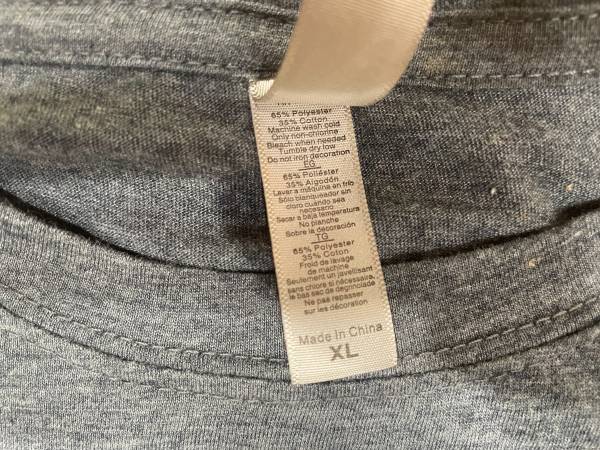 65% Polyester
35% Cotton
Machine wash cold
Only non-chlorine
Bleach when needed
Tumble dry low
Do not iron decoration
EG
65% Poliéster
35% Algodón
Lavar a máquina en frío
Sólo blanqueador sin
cloro cuando sea
necesario
Secar a baja temperatura
No planche
Sobre la decoración
TG
65% Polyester
35% Coton
Froid de lavage
de machine
Seulement un javellisant
sans chlore si nécessaire,
le bas sac de degringolade
Ne pas repasser
sur les décoration
Made in China
XL